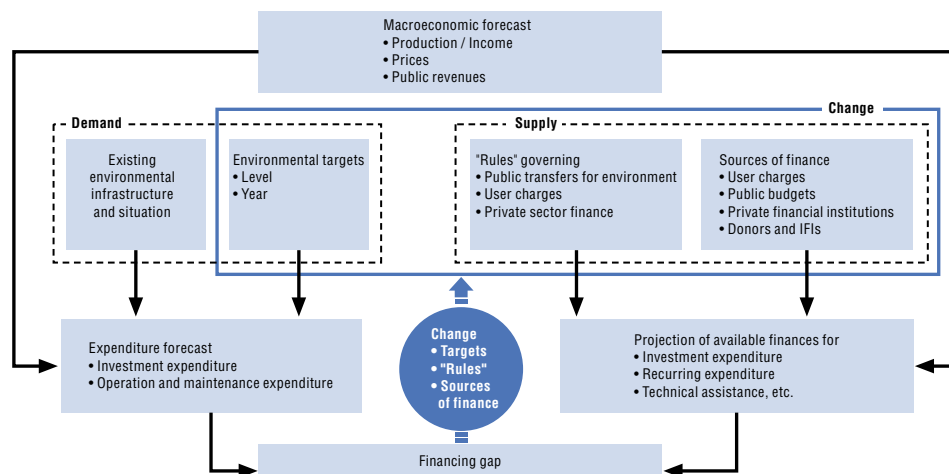 Macroeconomic forecast
• Production / Income
• Prices
• Public revenues
Change
Demand
Supply
Existing
environmental
infrastructure
and situation
Environmental targets
• Level
• Year
"Rules" governing
• Public transfers for environment
• User charges
• Private sector finance
Sources of finance
• User charges
• Public budgets
• Private financial institutions
• Donors and IFIs
Expenditure forecast
• Investment expenditure
• Operation and maintenance expenditure
Change
• Targets
• "Rules"
• Sources
of finance
Projection of available finances for
• Investment expenditure
• Recurring expenditure
• Technical assistance, etc.
Financing gap